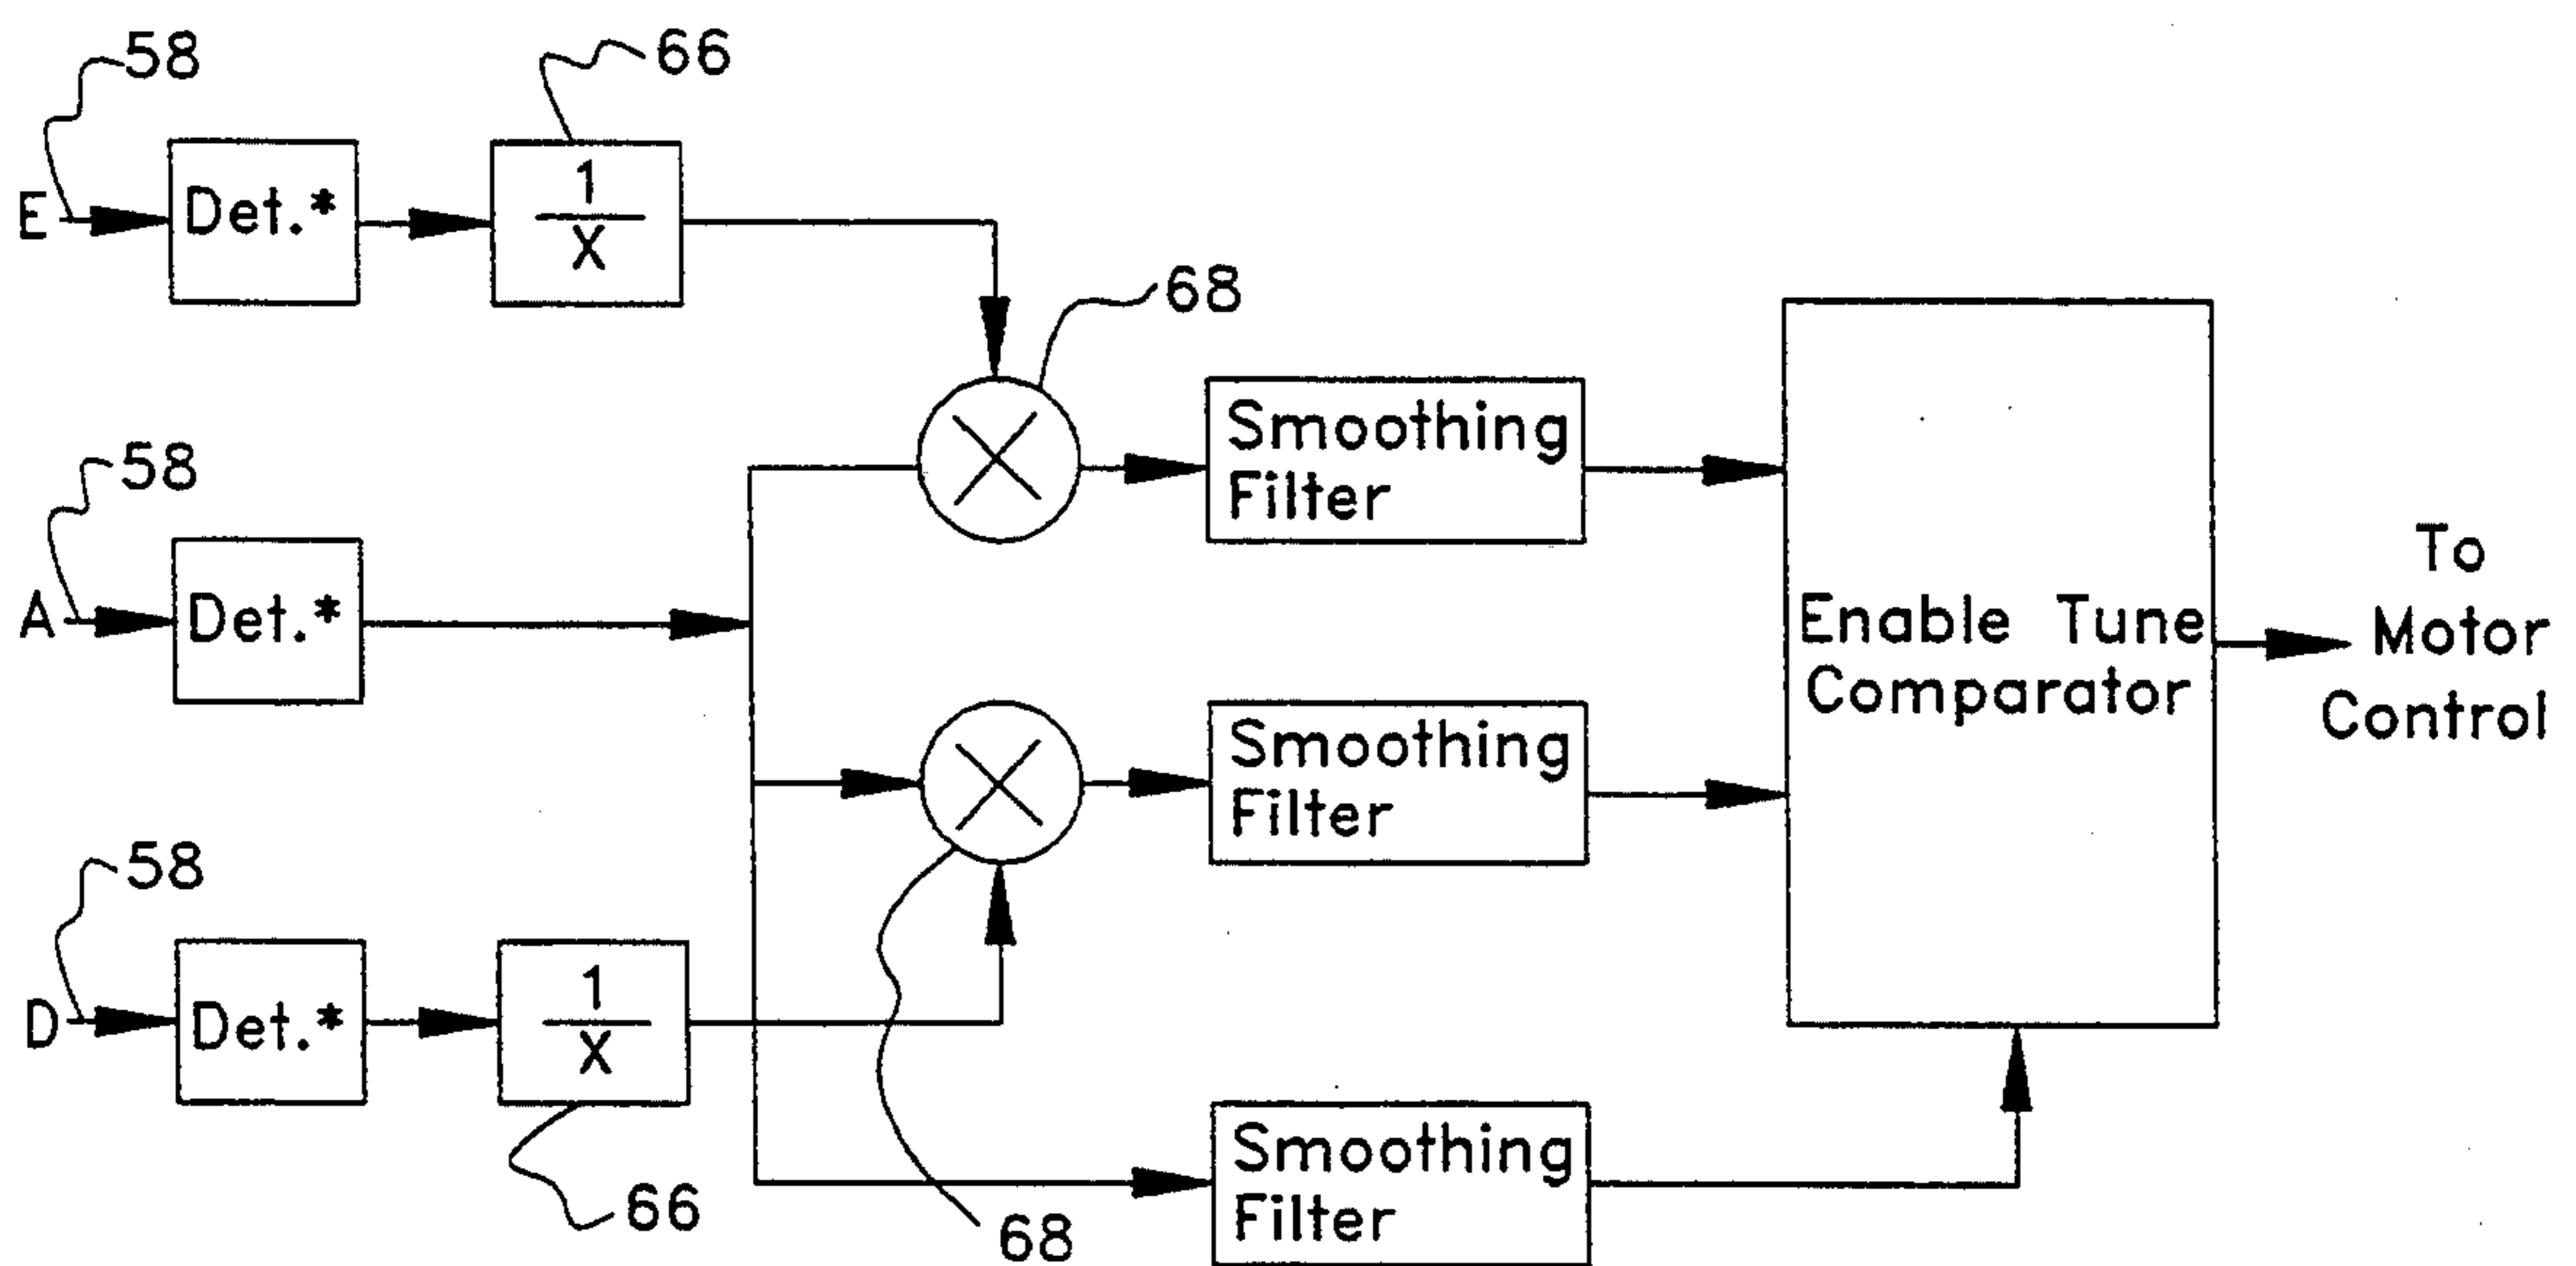 58
66
E
Det.*
1
X
68
58
A
Det.*
Smoothing
Filter
Enable Tune
Comparator
To
Motor
Control
Smoothing
Filter
58
D
Det.*
1
X
66
68
Smoothing
Filter